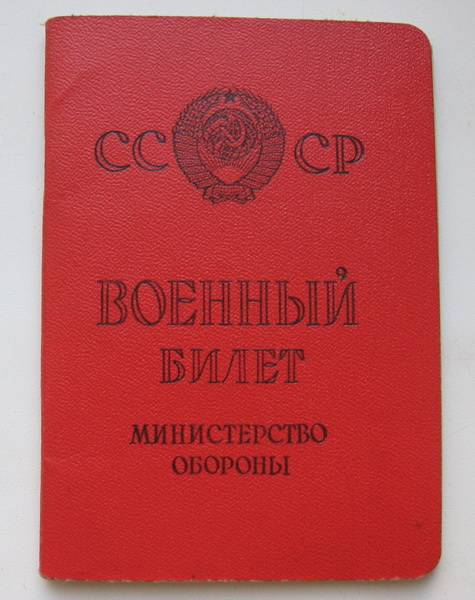 СССР
ВОЕННЫЙ
БИЛЕТ
МИНИСТЕРСТВО
ОБОРОНЫ